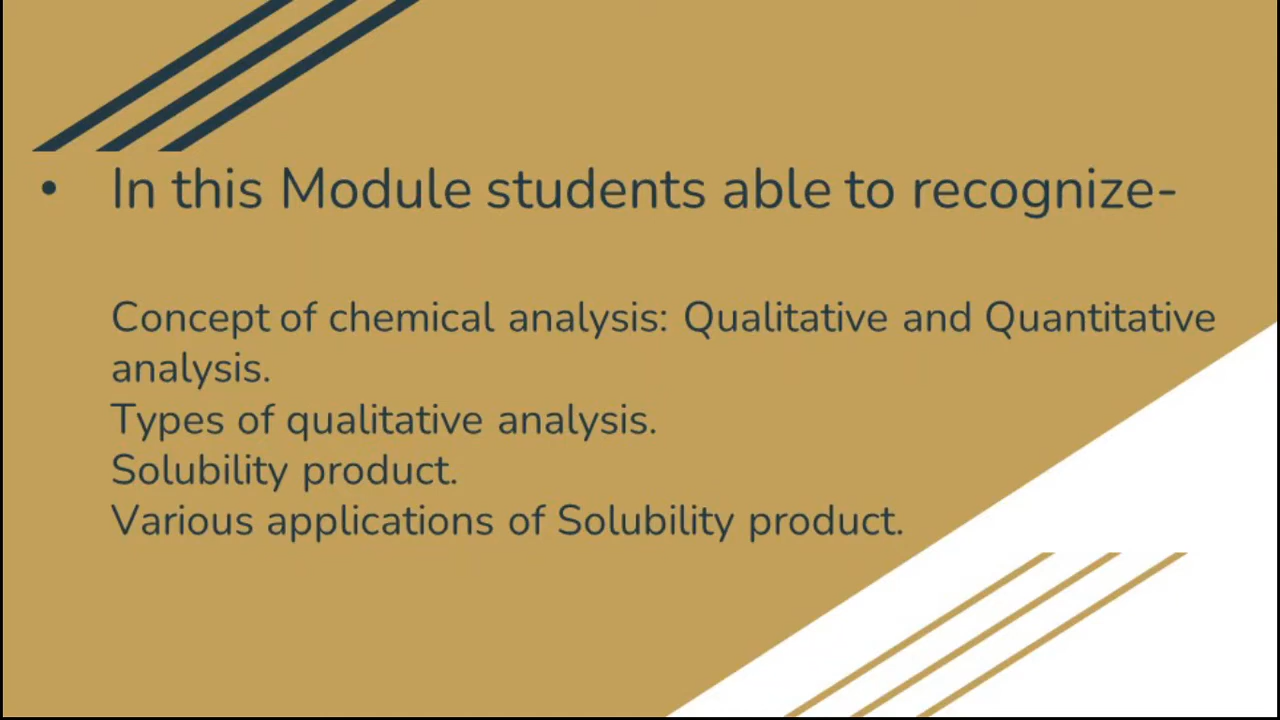 • In this Module students able to recognize-
Concept of chemical analysis: Qualitative and Quantitative
analysis.
Types of qualitative analysis.
Solubility product.
Various applications of Solubility product.